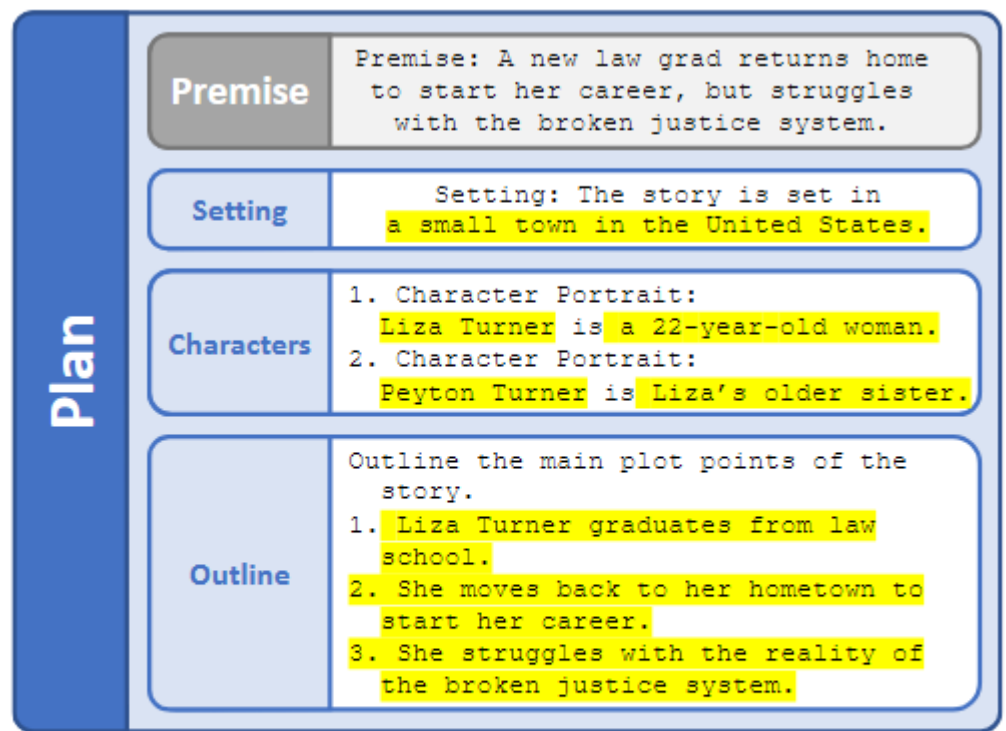 Plan
Premise
Premise: A new law grad returns home
to start her career, but struggles
with the broken justice system.
Setting
Setting: The story is set in
a small town in the United States.
Characters
1. Character Portrait:
Liza Turner is a 22-year-old woman.
2. Character Portrait:
Peyton Turner is Liza’s older sister.
Outline
Outline the main plot points of the
story.
1. Liza Turner graduates from law
school.
2. She moves back to her hometown to
start her career.
3. She struggles with the reality of
the broken justice system.